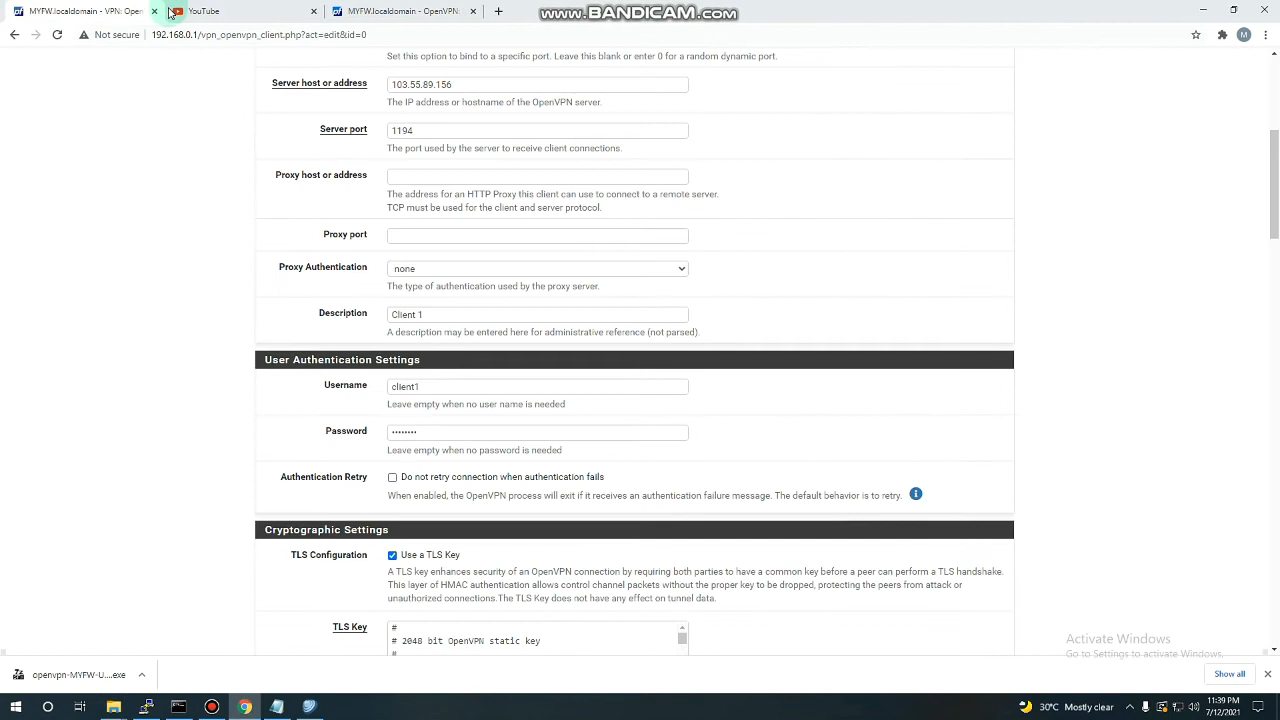 MYFW.localdomain - VPN: Open
YouTube
MYFW.localdomain - VPN: OpenVPN
www.BANDICAM.com
Not secure
192.168.0.1/vpn_openvpn_client.php?act=edit&id=0
M
Set this option to bind to a specific port. Leave this blank or enter 0 for a random dynamic port.
Server host or address
103.55.89.156
The IP address or hostname of the OpenVPN server.
Server port
1194
The port used by the server to receive client connections.
Proxy host or address
The address for an HTTP Proxy this client can use to connect to a remote server.
TCP must be used for the client and server protocol.
Proxy port
Proxy Authentication
none
The type of authentication used by the proxy server.
Description
Client 1
A description may be entered here for administrative reference (not parsed).
User Authentication Settings
Username
client1
Leave empty when no user name is needed
Password
••••••••
Leave empty when no password is needed
Authentication Retry
Do not retry connection when authentication fails
When enabled, the OpenVPN process will exit if it receives an authentication failure message. The default behavior is to retry.
Cryptographic Settings
TLS Configuration
Use a TLS Key
A TLS key enhances security of an OpenVPN connection by requiring both parties to have a common key before a peer can perform a TLS handshake.
This layer of HMAC authentication allows control channel packets without the proper key to be dropped, protecting the peers from attack or
unauthorized connections.The TLS Key does not have any effect on tunnel data.
TLS Key
#
# 2048 bit OpenVPN static key
#
Activate Windows
Go to Settings to activate Windows.
openvpn-MYFW-U....exe
Show all
30°C Mostly clear
11:39 PM
7/12/2021